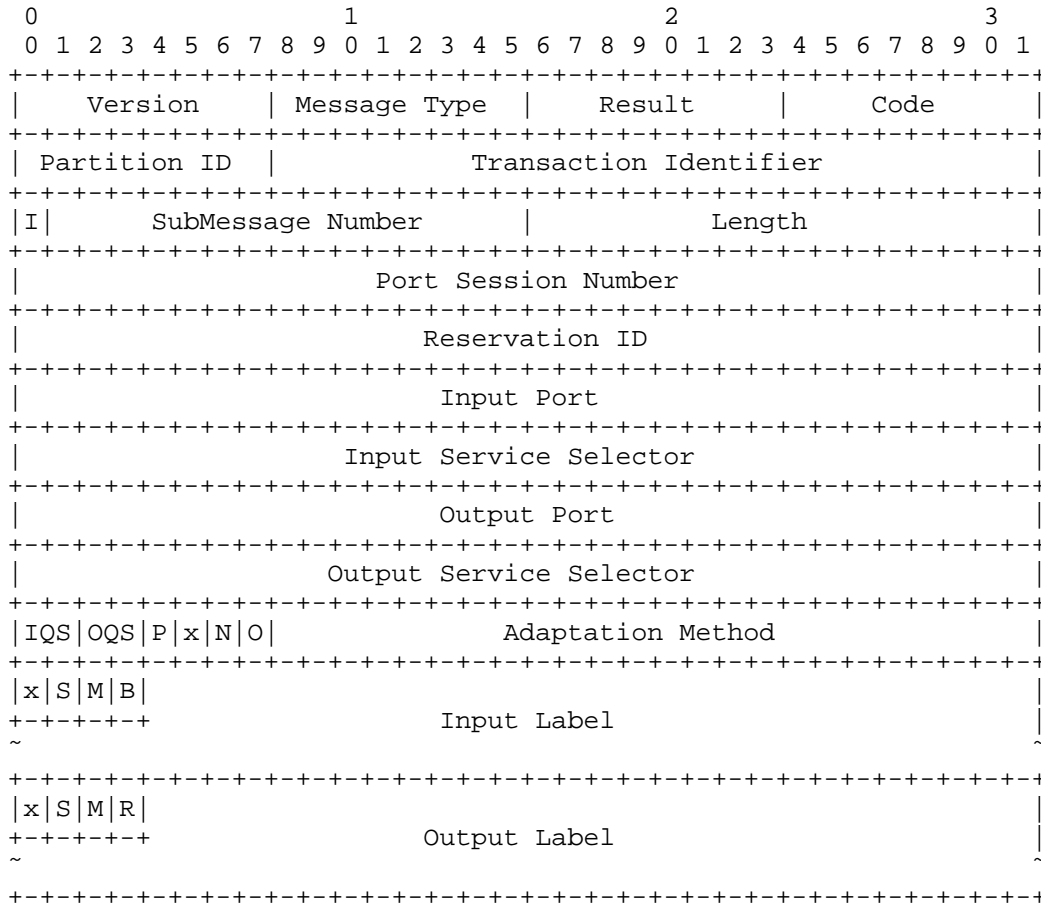 0                   1                   2                   3
 0 1 2 3 4 5 6 7 8 9 0 1 2 3 4 5 6 7 8 9 0 1 2 3 4 5 6 7 8 9 0 1
+-+-+-+-+-+-+-+-+-+-+-+-+-+-+-+-+-+-+-+-+-+-+-+-+-+-+-+-+-+-+-+-+
|    Version    | Message Type  |    Result     |     Code      |
+-+-+-+-+-+-+-+-+-+-+-+-+-+-+-+-+-+-+-+-+-+-+-+-+-+-+-+-+-+-+-+-+
| Partition ID  |            Transaction Identifier             |
+-+-+-+-+-+-+-+-+-+-+-+-+-+-+-+-+-+-+-+-+-+-+-+-+-+-+-+-+-+-+-+-+
|I|      SubMessage Number      |           Length              |
+-+-+-+-+-+-+-+-+-+-+-+-+-+-+-+-+-+-+-+-+-+-+-+-+-+-+-+-+-+-+-+-+
|                      Port Session Number                      |
+-+-+-+-+-+-+-+-+-+-+-+-+-+-+-+-+-+-+-+-+-+-+-+-+-+-+-+-+-+-+-+-+
|                         Reservation ID                        |
+-+-+-+-+-+-+-+-+-+-+-+-+-+-+-+-+-+-+-+-+-+-+-+-+-+-+-+-+-+-+-+-+
|                          Input Port                           |
+-+-+-+-+-+-+-+-+-+-+-+-+-+-+-+-+-+-+-+-+-+-+-+-+-+-+-+-+-+-+-+-+
|                    Input Service Selector                     |
+-+-+-+-+-+-+-+-+-+-+-+-+-+-+-+-+-+-+-+-+-+-+-+-+-+-+-+-+-+-+-+-+
|                          Output Port                          |
+-+-+-+-+-+-+-+-+-+-+-+-+-+-+-+-+-+-+-+-+-+-+-+-+-+-+-+-+-+-+-+-+
|                   Output Service Selector                     |
+-+-+-+-+-+-+-+-+-+-+-+-+-+-+-+-+-+-+-+-+-+-+-+-+-+-+-+-+-+-+-+-+
|IQS|OQS|P|x|N|O|              Adaptation Method                |
+-+-+-+-+-+-+-+-+-+-+-+-+-+-+-+-+-+-+-+-+-+-+-+-+-+-+-+-+-+-+-+-+
|x|S|M|B|                                                       |
+-+-+-+-+                  Input Label                          |
~                                                               ~
+-+-+-+-+-+-+-+-+-+-+-+-+-+-+-+-+-+-+-+-+-+-+-+-+-+-+-+-+-+-+-+-+
|x|S|M|R|                                                       |
+-+-+-+-+                 Output Label                          |
~                                                               ~
+-+-+-+-+-+-+-+-+-+-+-+-+-+-+-+-+-+-+-+-+-+-+-+-+-+-+-+-+-+-+-+-+